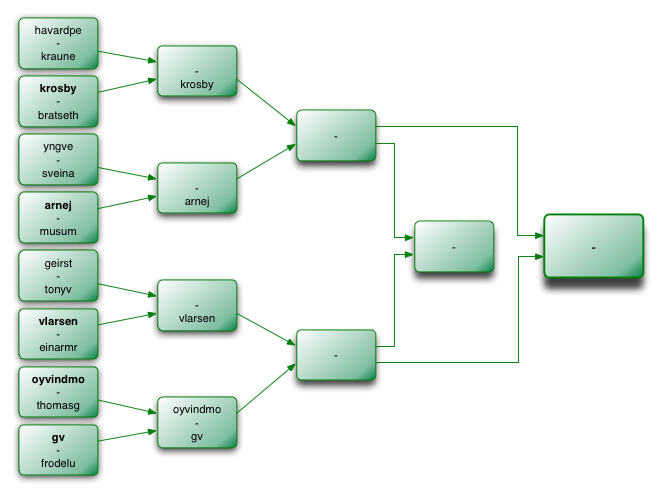 havardpe
-
kraune
krosby
-
bratseth
yngve
-
sveina
arnej
-
musum
geirst
-
tonyv
vlarsen
-
einarmr
oyvindmo
-
thomasg
gv
-
frodelu
-
krosby
-
arnej
-
vlarsen
oyvindmo
-
gv
-
-
-
-